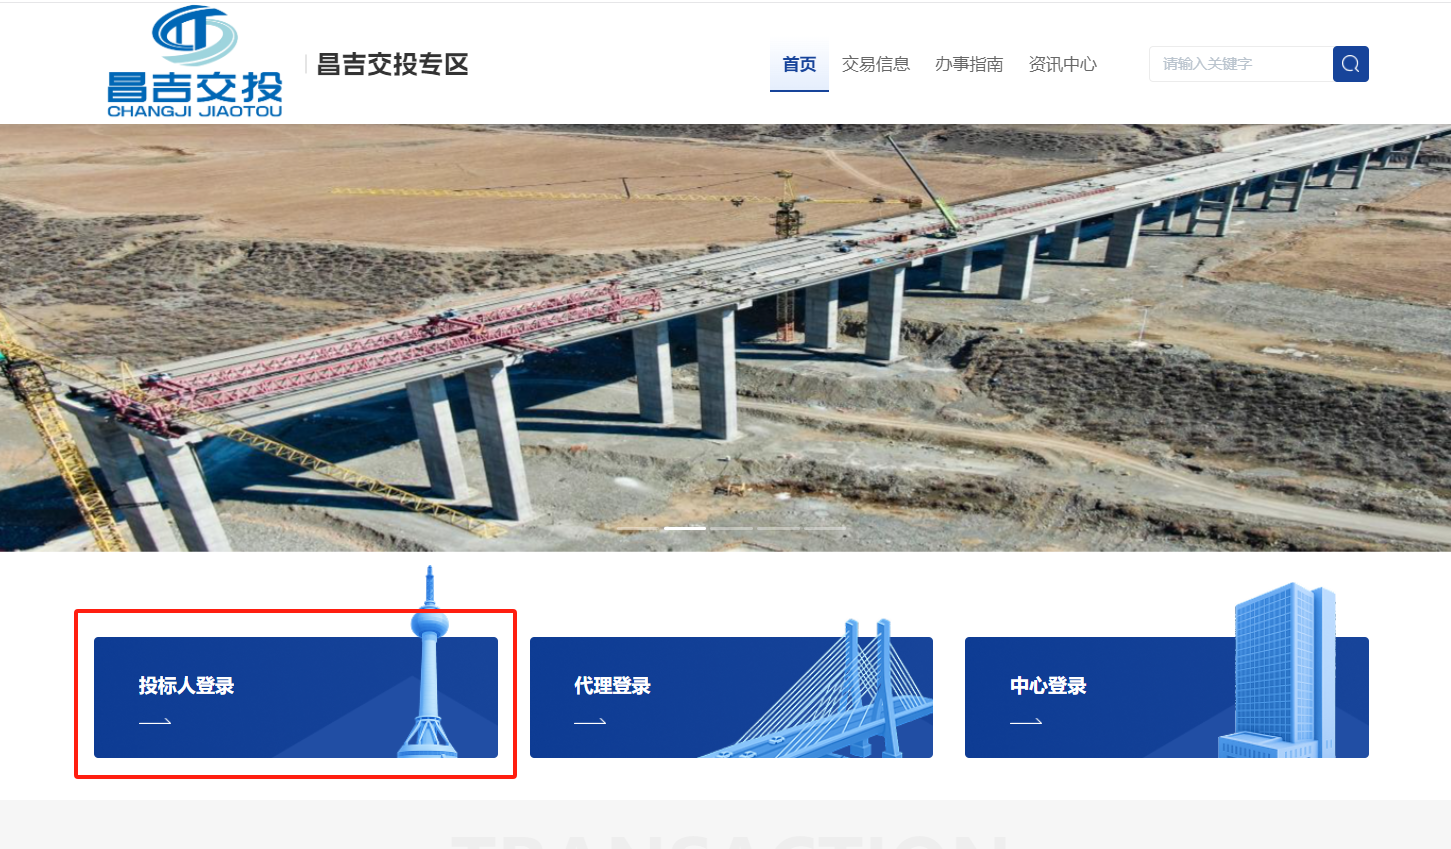 昌吉交投
CHANGJI JIAOTOU
昌吉交投专区
首页 交易信息 办事指南 资讯中心
请输入关键字
投标人登录
代理登录
中心登录
TRANSACTION